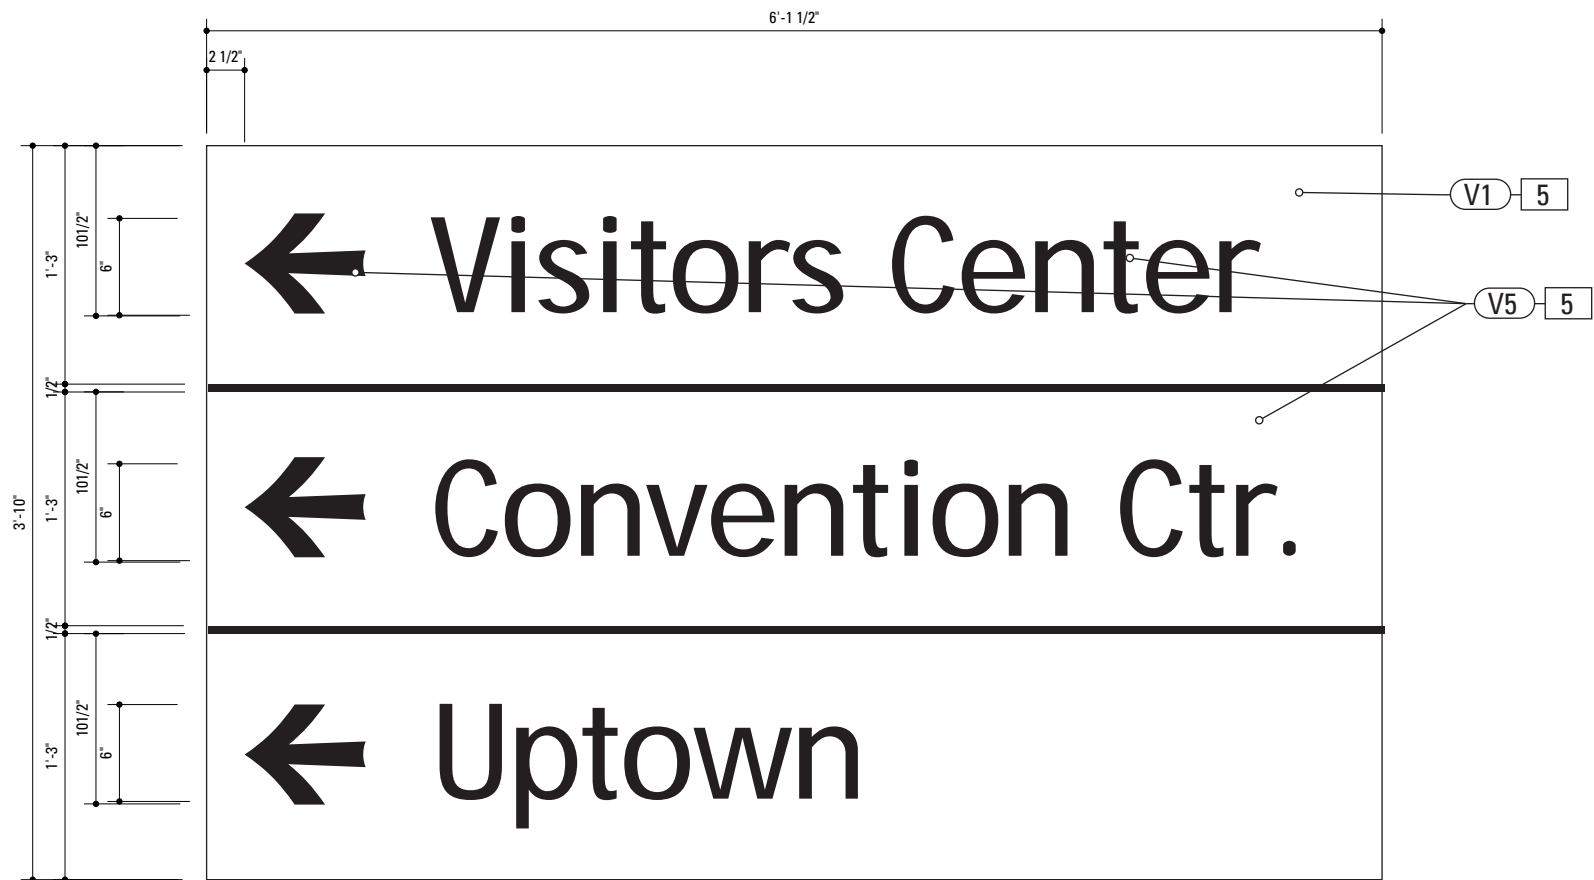 6'-1 1/2"
2 1/2"
V1 5
Visitors Center
V5 5
Convention Ctr.
Uptown
3'-10"
1'-3"
101/2"
6"
1/2"
1'-3"
101/2"
6"
1/2"
1'-3"
101/2"
6"